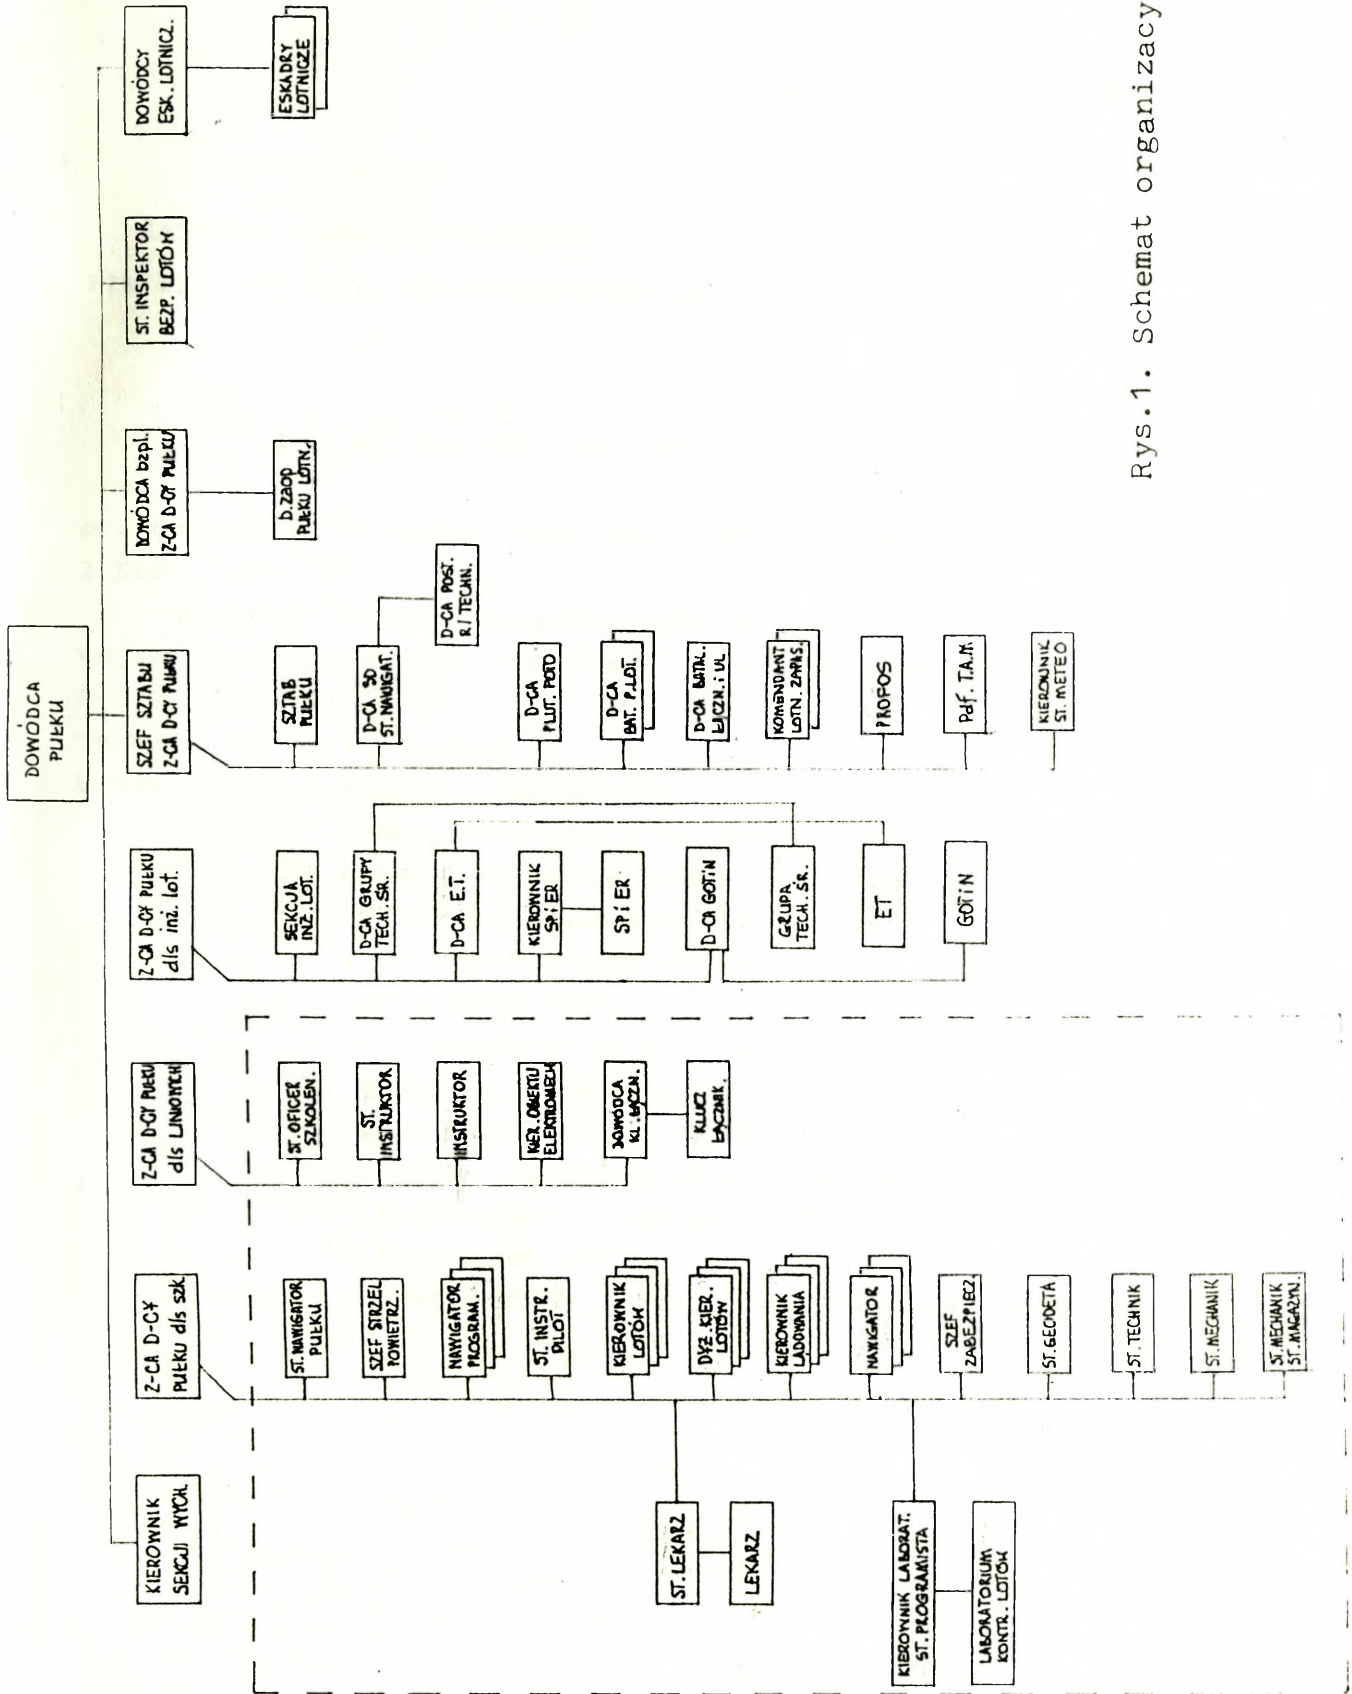 DOWÓDCA
PUŁKU
KIEROWNIK
SEKCJI WYCH.
Z-CA D-CY
PUŁKU d/s szk.
Z-CA D-CY PUŁKU
d/s LINIOWYCH
Z-CA D-CY PUŁKU
d/s inż. lot.
SZEF SZTABU
Z-CA D-CY PUŁKU
DOWÓDCA bzpl.
Z-CA D-CY PUŁKU
ST. INSPEKTOR
BEZP. LOTÓW
DOWÓDCY
ESK. LOTNICZ.
ST. NAWIGATOR
PUŁKU
SZEF STRZEL
POWIETRZ.
NAWIGATOR
PROGRAM.
ST. INSTR.
PILOT
KIEROWNIK
LOTÓW
DYŻ. KIER.
LOTÓW
KIEROWNIK
LĄDOWANIA
NAWIGATOR
SZEF
ZABEZPIECZ.
ST. GEODETA
ST. TECHNIK
ST. MECHANIK
ST. MECHANIK
ST. MAGAZYN.
ST. LEKARZ
LEKARZ
KIEROWNIK LABORAT.
ST. PROGRAMISTA
LABORATORIUM
KONTR. LOTÓW
ST. OFICER
SZKOLEN.
ST.
INSTRUKTOR
INSTRUKTOR
KIER. OBIEKTU
ELEKTROMECH
DOWÓDCA
KL. ŁĄCZN.
KLUCZ
ŁĄCZNIK.
SEKCJA
INŻ. LOT.
D-CA GRUPY
TECH. ŚR.
D-CA E.T.
KIEROWNIK
SP i ER
SP i ER
D-CA GOTiN
GRUPA
TECH. ŚR.
ET
GOTiN
SZTAB
PUŁKU
D-CA SD
ST. NAWIGAT.
D-CA POST.
R/TECHN.
D-CA
PLUT. POTD
D-CA
BAT. P.LOT.
D-CA BATAL.
ŁĄCZN. i UL
KOMENDANT
LOTN. ZAPAS.
PROFOS
Pdf. T.A.M
KIEROWNIK
ST. METEO
D. ZAOP
PUŁKU LOTN.
ESKADRY
LOTNICZE
Rys.1. Schemat organizacy